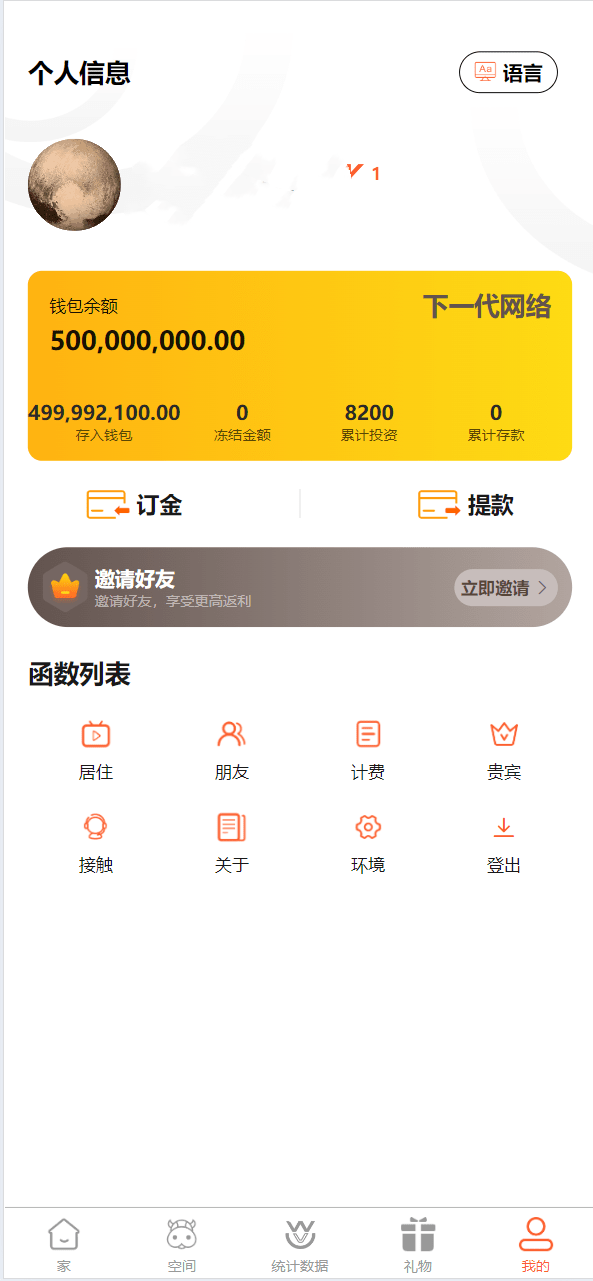 个人信息
Aa 语言
1
钱包余额
下一代网络
500,000,000.00
499,992,100.00 0 8200 0
存入钱包 冻结金额 累计投资 累计存款
订金 提款
邀请好友
邀请好友，享受更高返利
立即邀请
函数列表
居住 朋友 计费 贵宾
接触 关于 环境 登出
家 空间 统计数据 礼物 我的